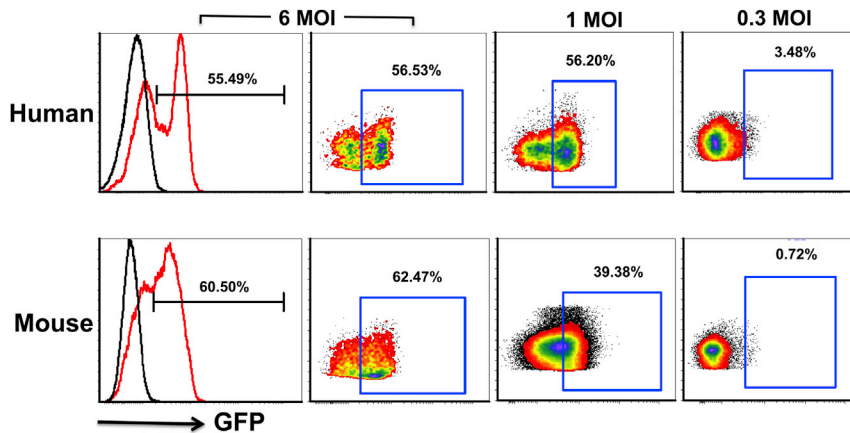 6 MOI 1 MOI 0.3 MOI
Human 55.49% 56.53% 56.20% 3.48%
Mouse 60.50% 62.47% 39.38% 0.72%
GFP